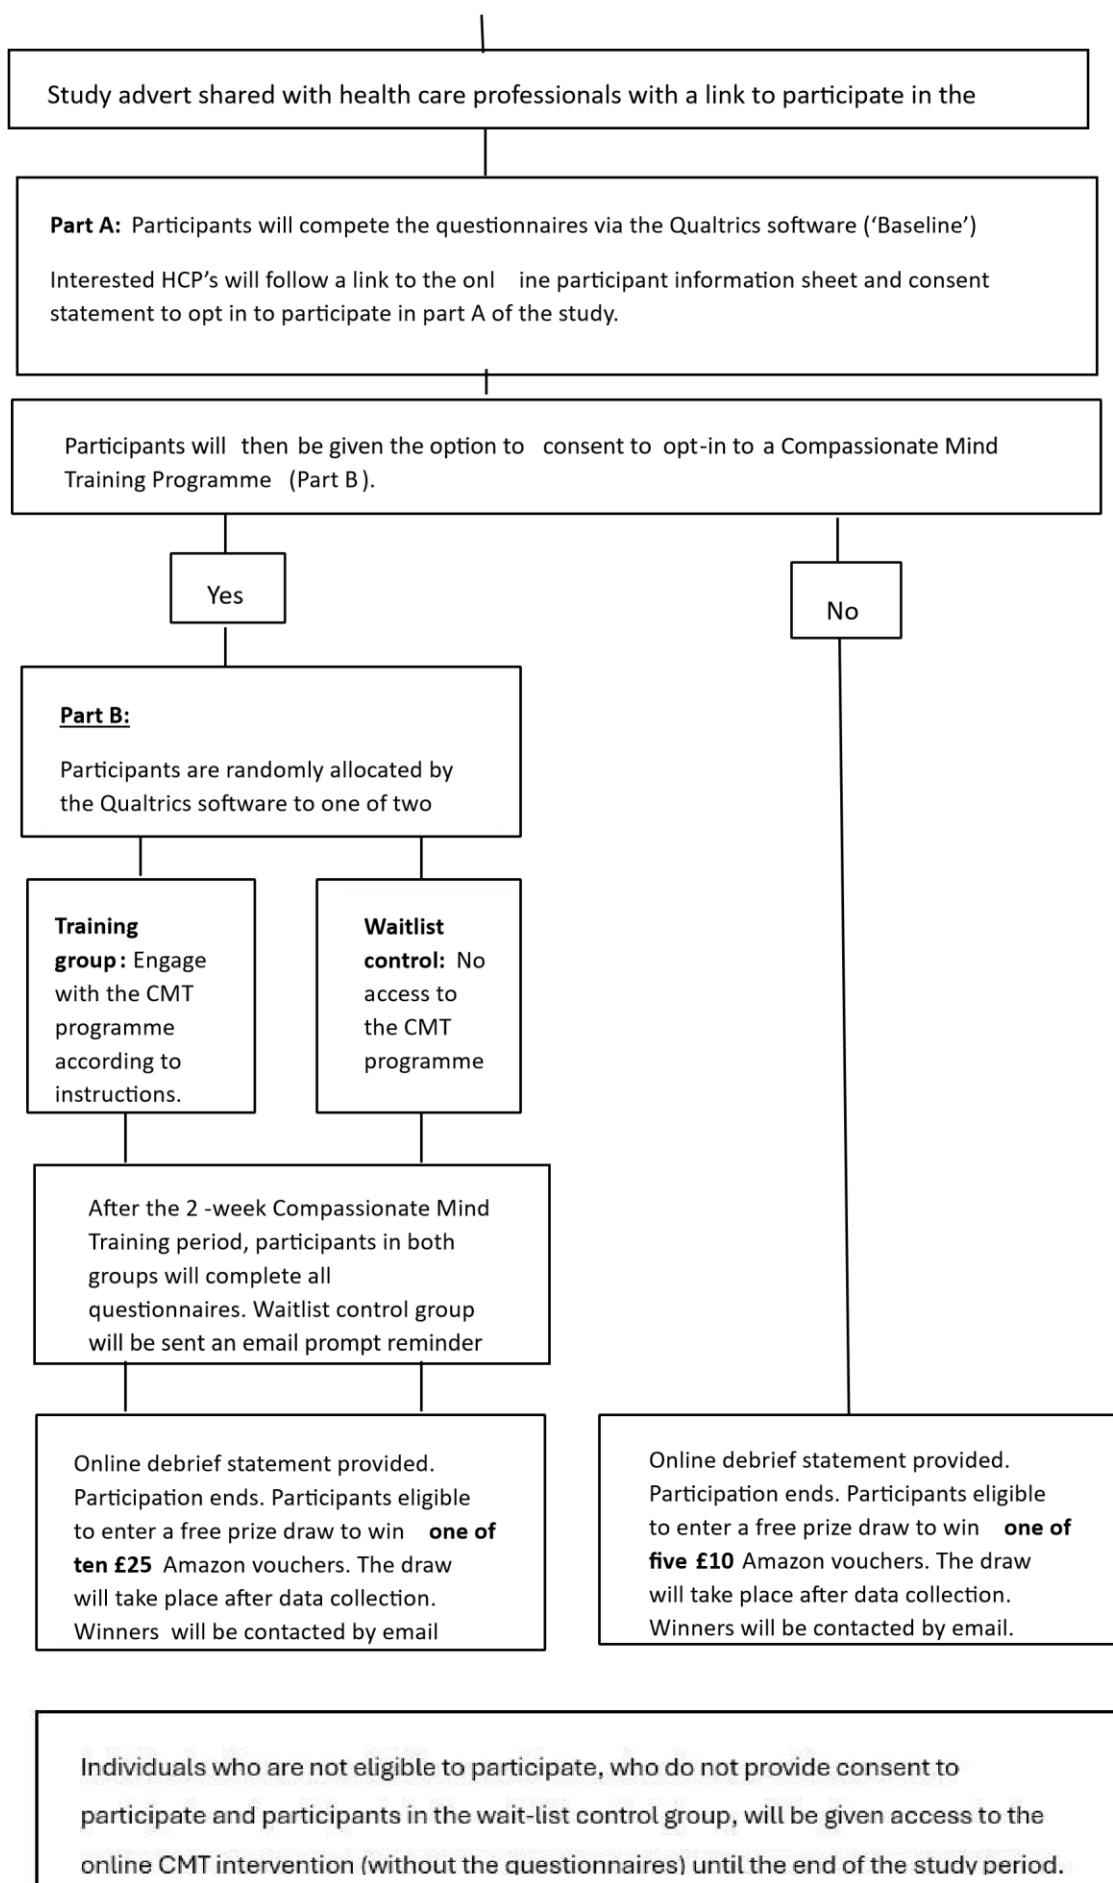 Study advert shared with health care professionals with a link to participate in the
Part A: Participants will compete the questionnaires via the Qualtrics software (‘Baseline’)
Interested HCP’s will follow a link to the onl ine participant information sheet and consent
statement to opt in to participate in part A of the study.
Participants will then be given the option to consent to opt-in to a Compassionate Mind
Training Programme (Part B).
Yes
No
Part B:
Participants are randomly allocated by
the Qualtrics software to one of two
Training
group: Engage
with the CMT
programme
according to
instructions.
Waitlist
control: No
access to
the CMT
programme
After the 2 -week Compassionate Mind
Training period, participants in both
groups will complete all
questionnaires. Waitlist control group
will be sent an email prompt reminder
Online debrief statement provided.
Participation ends. Participants eligible
to enter a free prize draw to win one of
ten £25 Amazon vouchers. The draw
will take place after data collection.
Winners will be contacted by email
Online debrief statement provided.
Participation ends. Participants eligible
to enter a free prize draw to win one of
five £10 Amazon vouchers. The draw
will take place after data collection.
Winners will be contacted by email.
Individuals who are not eligible to participate, who do not provide consent to
participate and participants in the wait-list control group, will be given access to the
online CMT intervention (without the questionnaires) until the end of the study period.